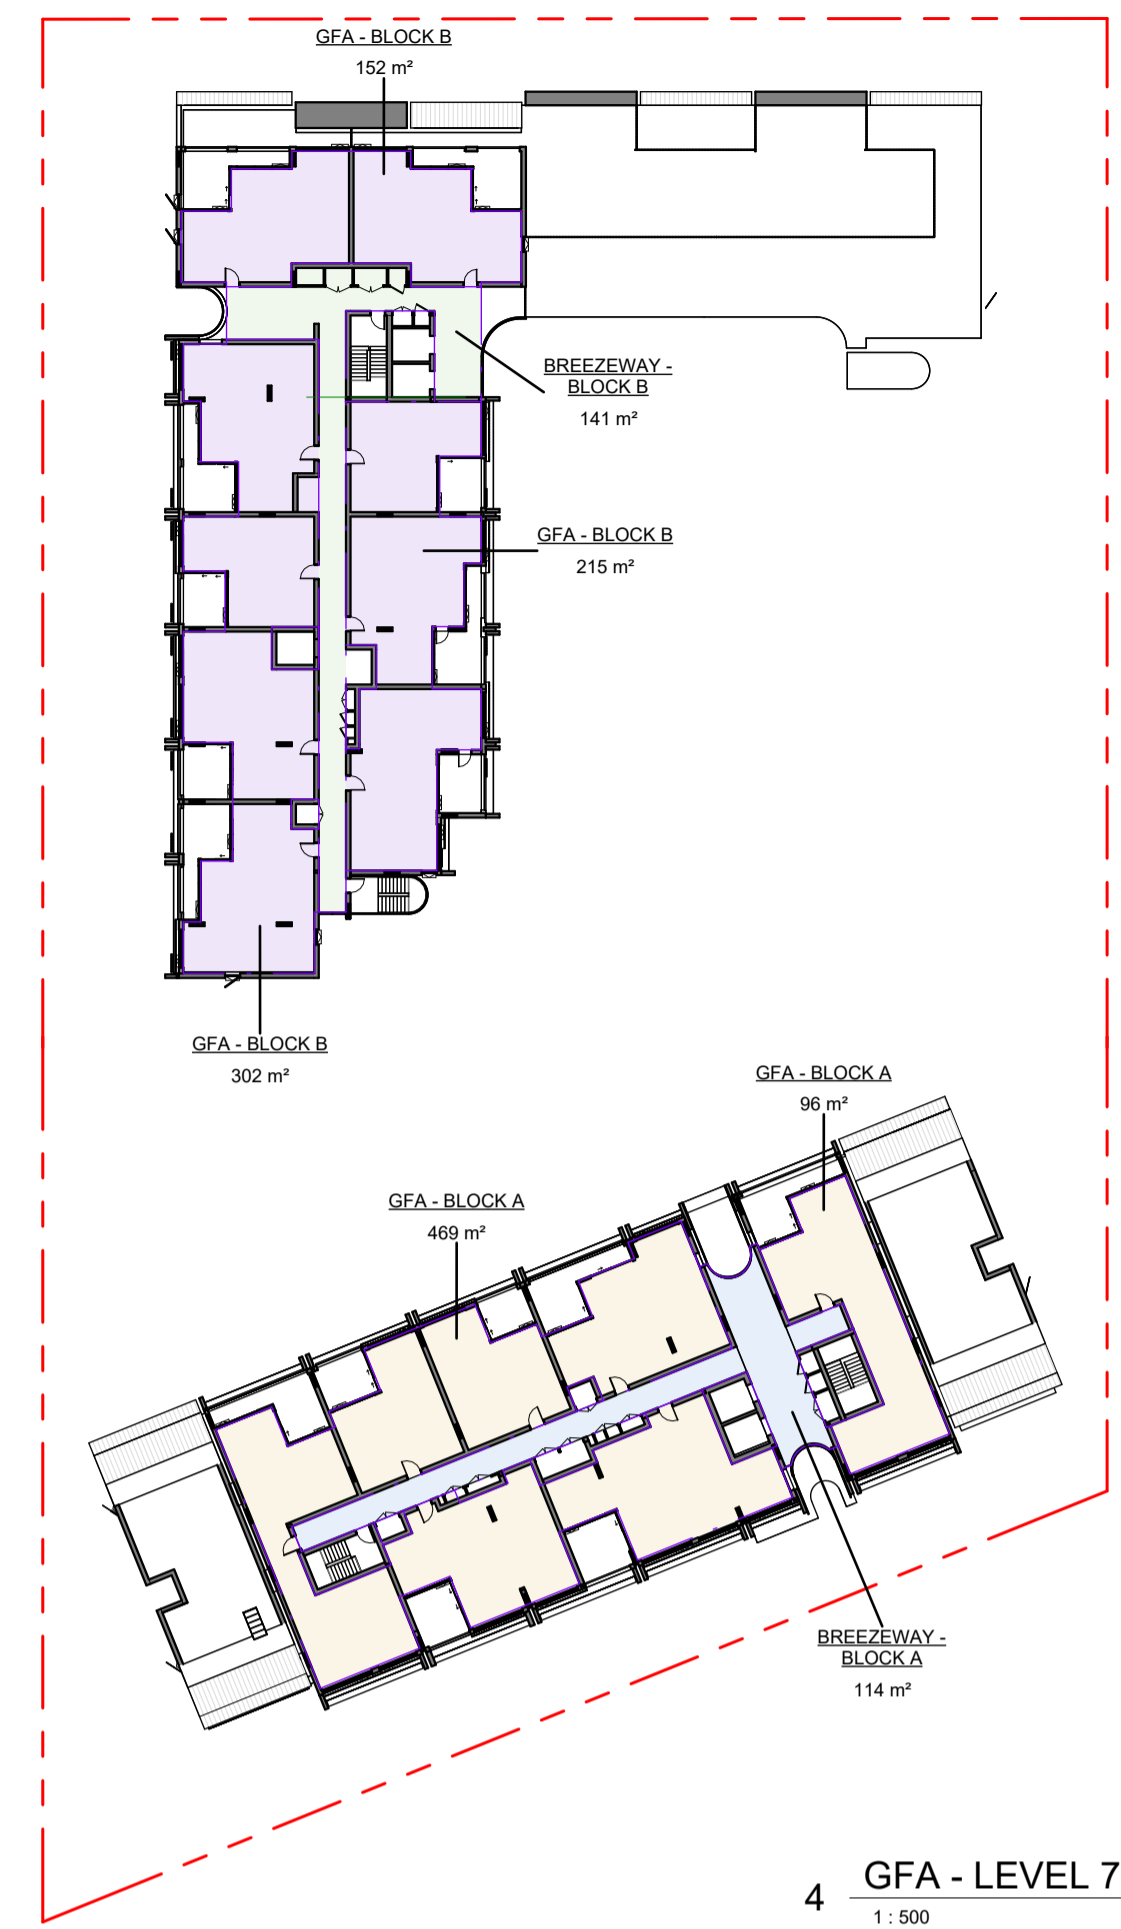 GFA - BLOCK B
152 m²
BREEZEWAY -
BLOCK B
141 m²
GFA - BLOCK B
215 m²
GFA - BLOCK B
302 m²
GFA - BLOCK A
96 m²
GFA - BLOCK A
469 m²
BREEZEWAY -
BLOCK A
114 m²
4 GFA - LEVEL 7
1 : 500